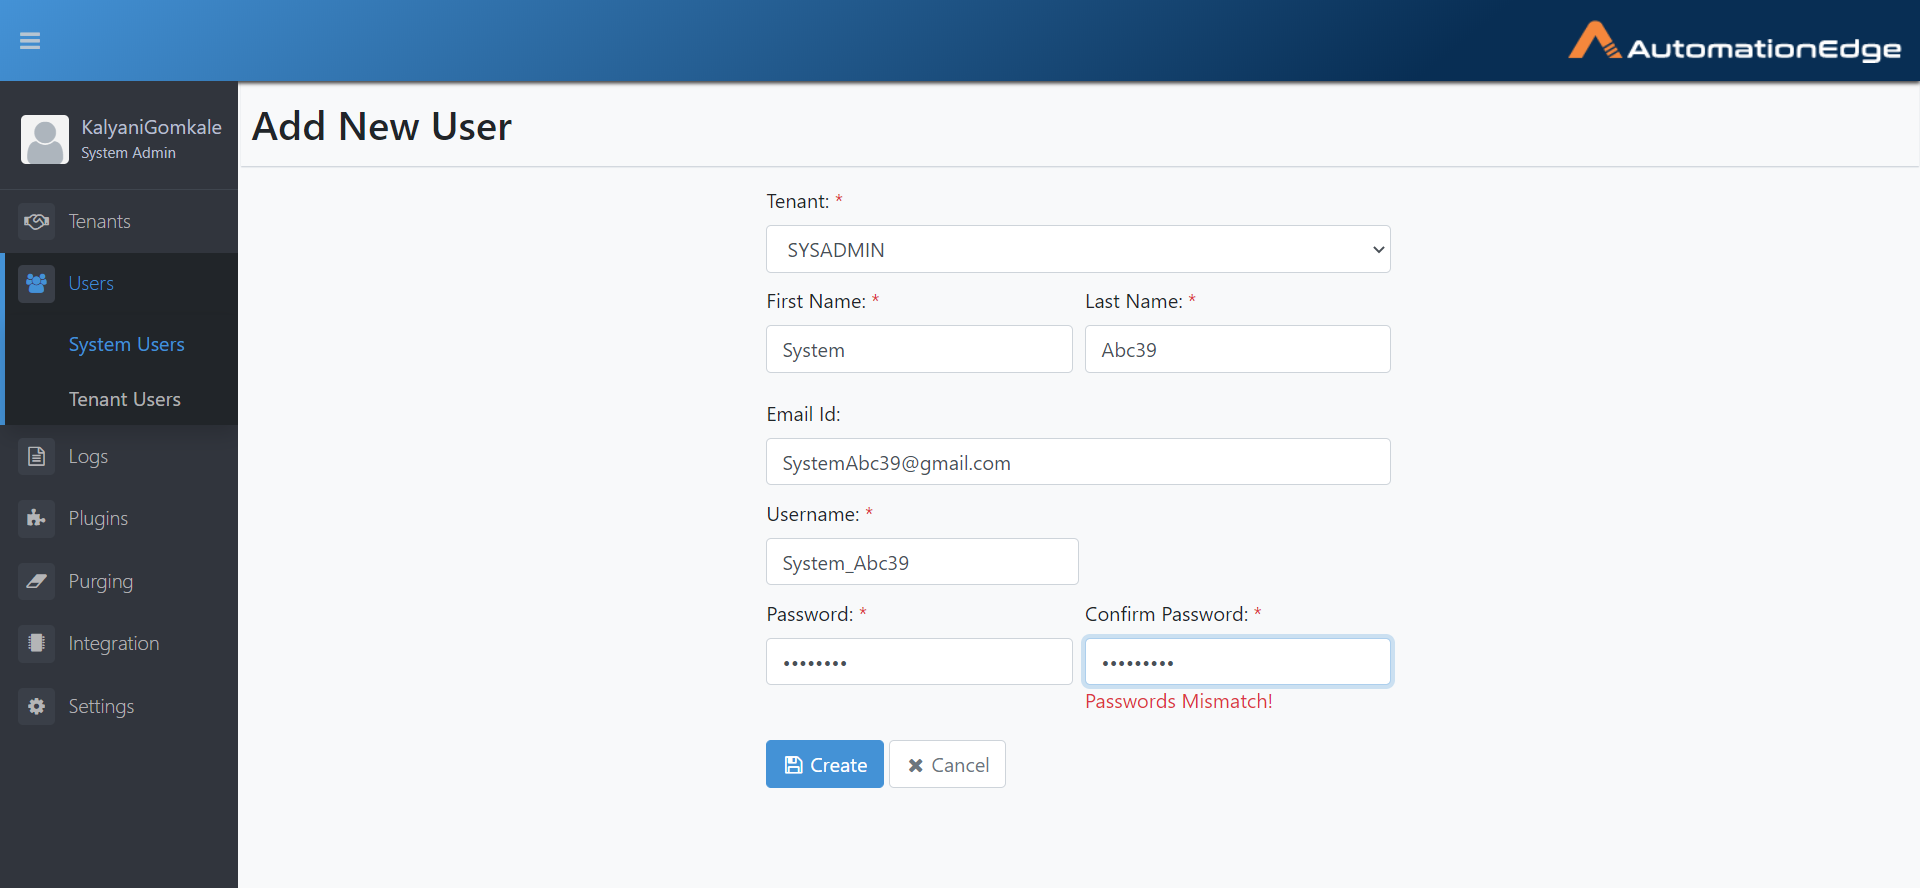 AutomationEdge
KalyaniGomkale
System Admin
Tenants
Users
System Users
Tenant Users
Logs
Plugins
Purging
Integration
Settings
Add New User
Tenant: *
SYSADMIN
First Name: * Last Name: *
System Abc39
Email Id:
SystemAbc39@gmail.com
Username: *
System_Abc39
Password: * Confirm Password: *
•••••••• •••••••••
Passwords Mismatch!
Create Cancel